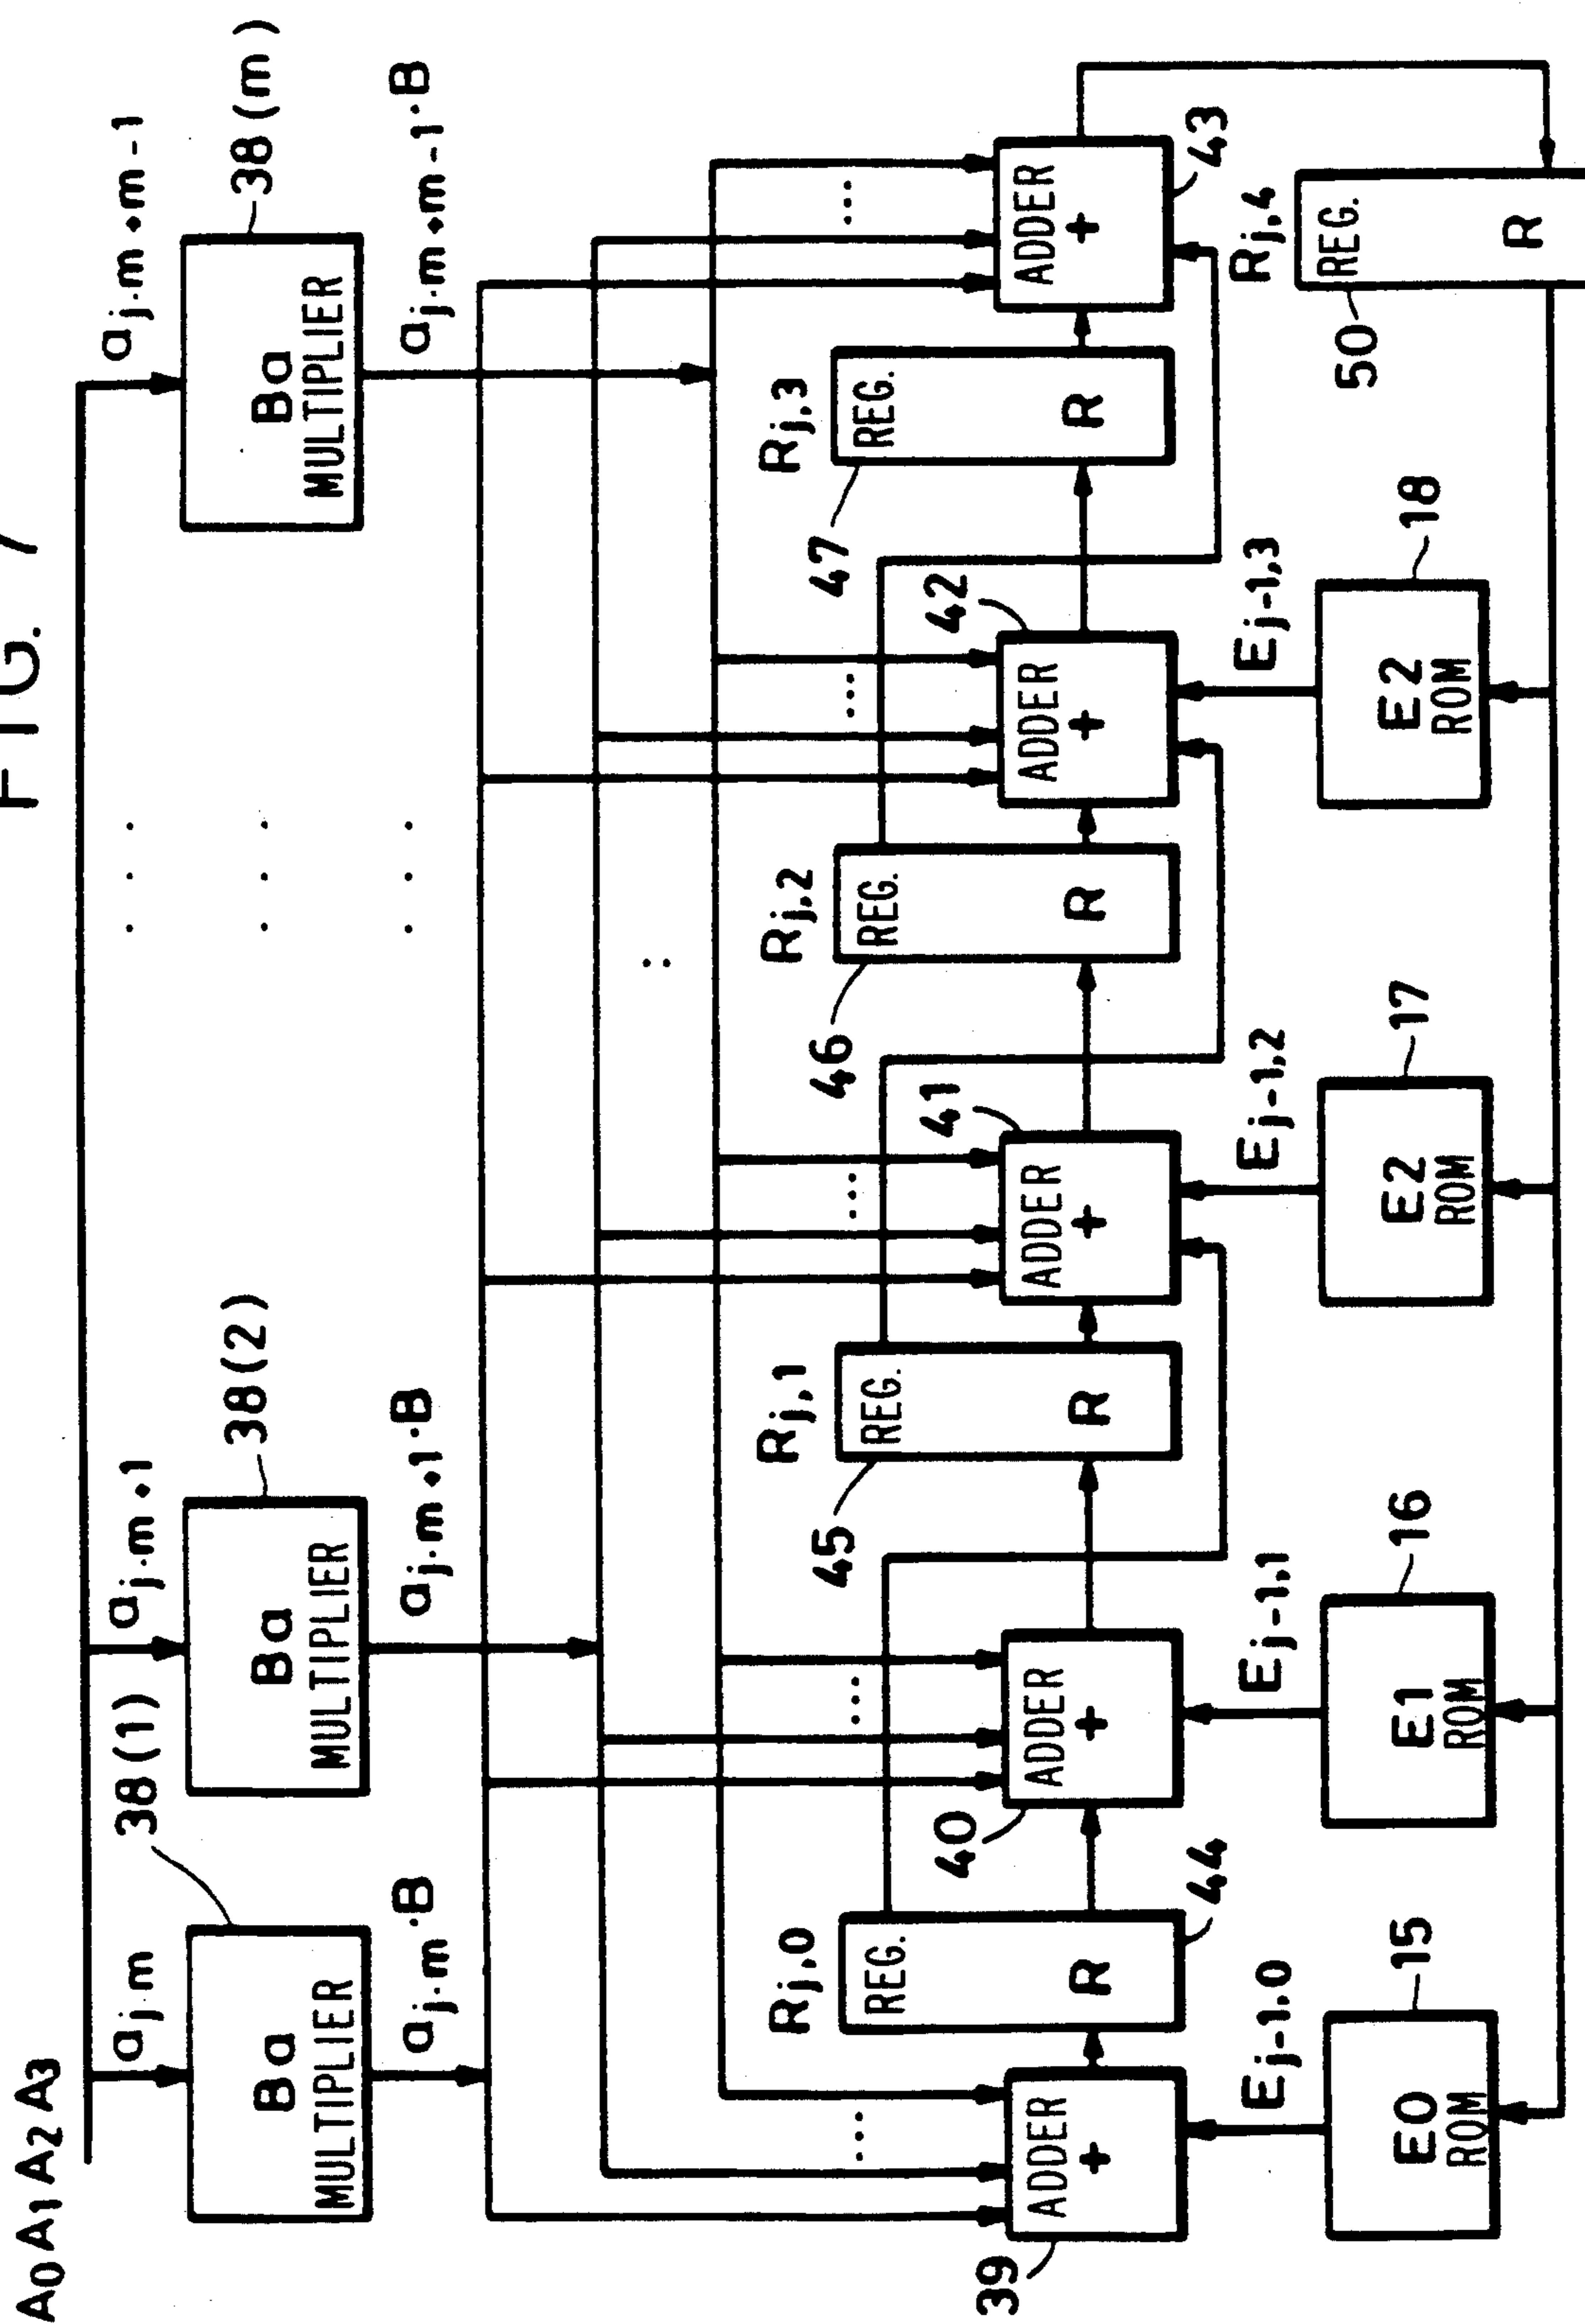 FIG. 7
A0 A1 A2 A3
aj·m
aj·m+1
aj·m+m-1
38(1)
38(2)
38(m)
Ba
MULTIPLIER
Ba
MULTIPLIER
...
Ba
MULTIPLIER
aj·m·B
aj·m+1·B
...
aj·m+m-1·B
Rj,0
Rj,1
Rj,2
Rj,3
REG.
R
REG.
R
REG.
R
REG.
R
44
45
46
47
ADDER
+
ADDER
+
ADDER
+
ADDER
+
ADDER
+
39
40
41
42
43
Ej-1,0
Ej-1,1
Ej-1,2
Ej-1,3
Rj,4
15
16
17
18
50
E0
ROM
E1
ROM
E2
ROM
E2
ROM
REG.
R